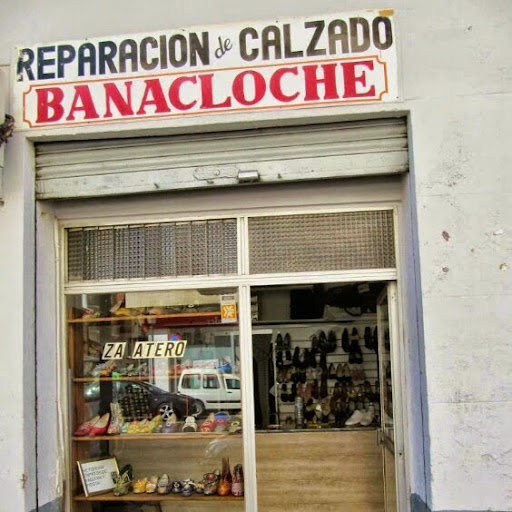 REPARACION de CALZADO
BANACLOCHE
ZA ATERO